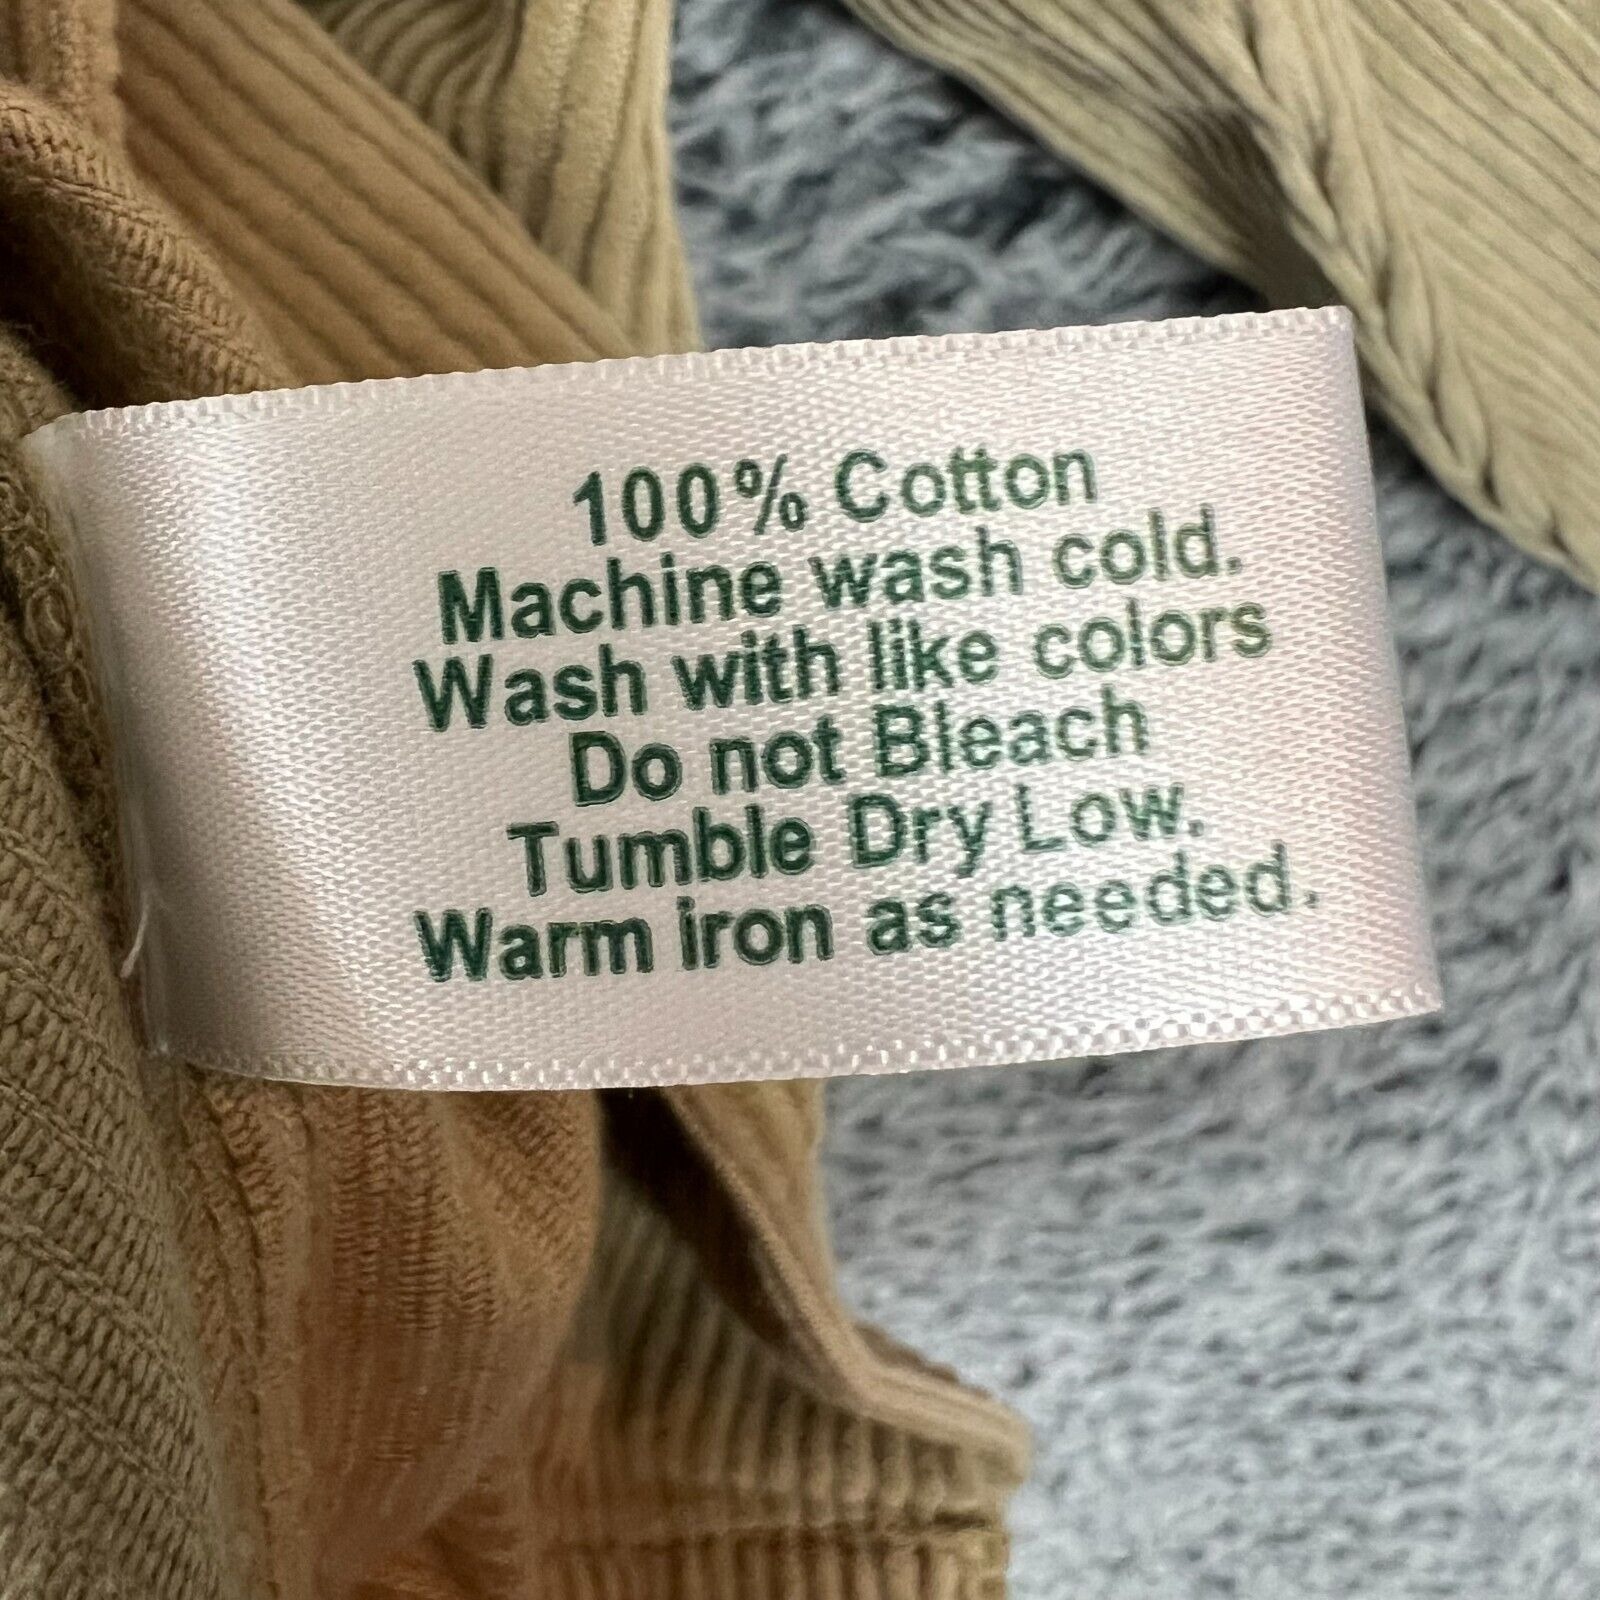 100% Cotton
Machine wash cold.
Wash with like colors
Do not Bleach
Tumble Dry Low.
Warm iron as needed.